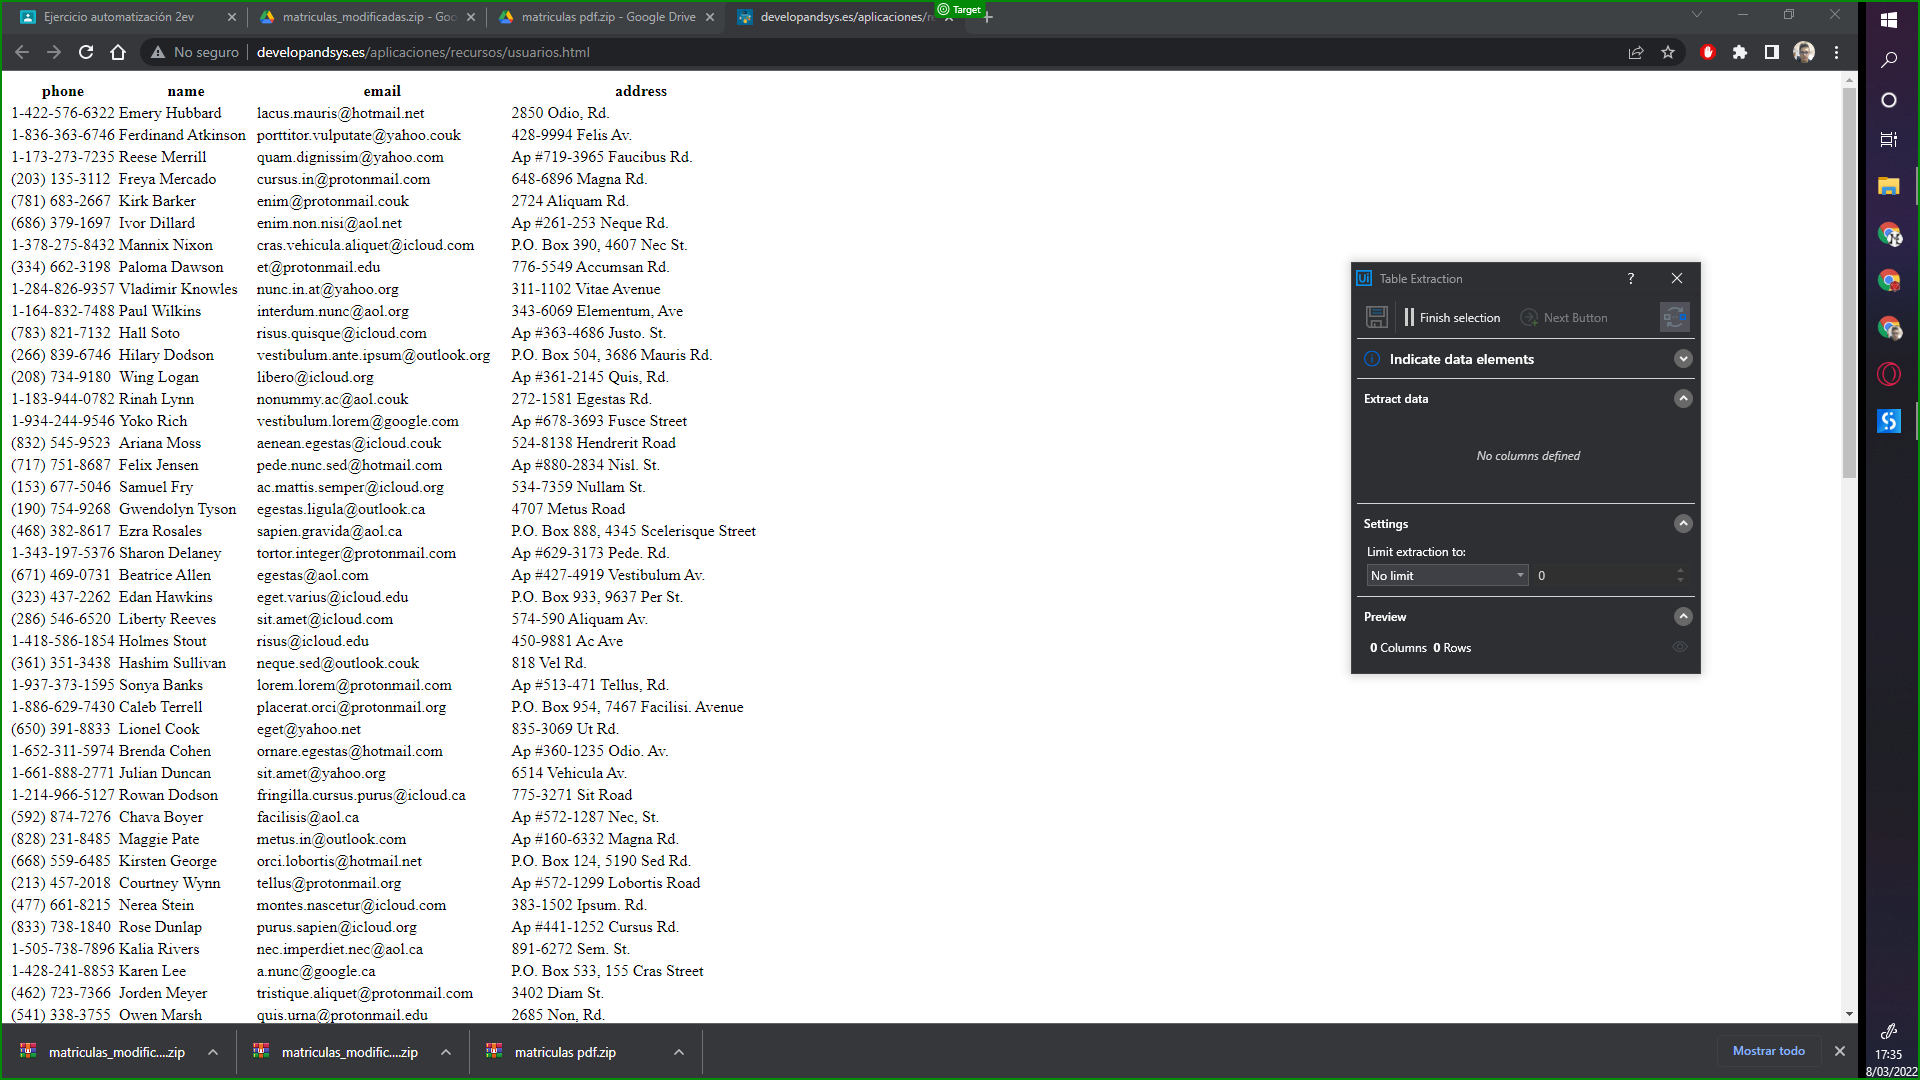 Ejercicio automatización 2ev
matriculas_modificadas.zip - Goo
matriculas pdf.zip - Google Drive
developandsys.es/aplicaciones/re
Target
No seguro
developandsys.es/aplicaciones/recursos/usuarios.html
phone name email address
1-422-576-6322 Emery Hubbard lacus.mauris@hotmail.net 2850 Odio, Rd.
1-836-363-6746 Ferdinand Atkinson porttitor.vulputate@yahoo.couk 428-9994 Felis Av.
1-173-273-7235 Reese Merrill quam.dignissim@yahoo.com Ap #719-3965 Faucibus Rd.
(203) 135-3112 Freya Mercado cursus.in@protonmail.com 648-6896 Magna Rd.
(781) 683-2667 Kirk Barker enim@protonmail.couk 2724 Aliquam Rd.
(686) 379-1697 Ivor Dillard enim.non.nisi@aol.net Ap #261-253 Neque Rd.
1-378-275-8432 Mannix Nixon cras.vehicula.aliquet@icloud.com P.O. Box 390, 4607 Nec St.
(334) 662-3198 Paloma Dawson et@protonmail.edu 776-5549 Accumsan Rd.
1-284-826-9357 Vladimir Knowles nunc.in.at@yahoo.org 311-1102 Vitae Avenue
1-164-832-7488 Paul Wilkins interdum.nunc@aol.org 343-6069 Elementum, Ave
(783) 821-7132 Hall Soto risus.quisque@icloud.com Ap #363-4686 Justo. St.
(266) 839-6746 Hilary Dodson vestibulum.ante.ipsum@outlook.org P.O. Box 504, 3686 Mauris Rd.
(208) 734-9180 Wing Logan libero@icloud.org Ap #361-2145 Quis, Rd.
1-183-944-0782 Rinah Lynn nonummy.ac@aol.couk 272-1581 Egestas Rd.
1-934-244-9546 Yoko Rich vestibulum.lorem@google.com Ap #678-3693 Fusce Street
(832) 545-9523 Ariana Moss aenean.egestas@icloud.couk 524-8138 Hendrerit Road
(717) 751-8687 Felix Jensen pede.nunc.sed@hotmail.com Ap #880-2834 Nisl. St.
(153) 677-5046 Samuel Fry ac.mattis.semper@icloud.org 534-7359 Nullam St.
(190) 754-9268 Gwendolyn Tyson egestas.ligula@outlook.ca 4707 Metus Road
(468) 382-8617 Ezra Rosales sapien.gravida@aol.ca P.O. Box 888, 4345 Scelerisque Street
1-343-197-5376 Sharon Delaney tortor.integer@protonmail.com Ap #629-3173 Pede. Rd.
(671) 469-0731 Beatrice Allen egestas@aol.com Ap #427-4919 Vestibulum Av.
(323) 437-2262 Edan Hawkins eget.varius@icloud.edu P.O. Box 933, 9637 Per St.
(286) 546-6520 Liberty Reeves sit.amet@icloud.com 574-590 Aliquam Av.
1-418-586-1854 Holmes Stout risus@icloud.edu 450-9881 Ac Ave
(361) 351-3438 Hashim Sullivan neque.sed@outlook.couk 818 Vel Rd.
1-937-373-1595 Sonya Banks lorem.lorem@protonmail.com Ap #513-471 Tellus, Rd.
1-886-629-7430 Caleb Terrell placerat.orci@protonmail.org P.O. Box 954, 7467 Facilisi. Avenue
(650) 391-8833 Lionel Cook eget@yahoo.net 835-3069 Ut Rd.
1-652-311-5974 Brenda Cohen ornare.egestas@hotmail.com Ap #360-1235 Odio. Av.
1-661-888-2771 Julian Duncan sit.amet@yahoo.org 6514 Vehicula Av.
1-214-966-5127 Rowan Dodson fringilla.cursus.purus@icloud.ca 775-3271 Sit Road
(592) 874-7276 Chava Boyer facilisis@aol.ca Ap #572-1287 Nec, St.
(828) 231-8485 Maggie Pate metus.in@outlook.com Ap #160-6332 Magna Rd.
(668) 559-6485 Kirsten George orci.lobortis@hotmail.net P.O. Box 124, 5190 Sed Rd.
(213) 457-2018 Courtney Wynn tellus@protonmail.org Ap #572-1299 Lobortis Road
(477) 661-8215 Nerea Stein montes.nascetur@icloud.com 383-1502 Ipsum. Rd.
(833) 738-1840 Rose Dunlap purus.sapien@icloud.org Ap #441-1252 Cursus Rd.
1-505-738-7896 Kalia Rivers nec.imperdiet.nec@aol.ca 891-6272 Sem. St.
1-428-241-8853 Karen Lee a.nunc@google.ca P.O. Box 533, 155 Cras Street
(462) 723-7366 Jorden Meyer tristique.aliquet@protonmail.com 3402 Diam St.
(541) 338-3755 Owen Marsh quis.urna@protonmail.edu 2685 Non, Rd.
Ui Table Extraction ?
Finish selection Next Button
Indicate data elements
Extract data
No columns defined
Settings
Limit extraction to:
No limit 0
Preview
0 Columns 0 Rows
matriculas_modific....zip
matriculas_modific....zip
matriculas pdf.zip
Mostrar todo
17:35
8/03/2022